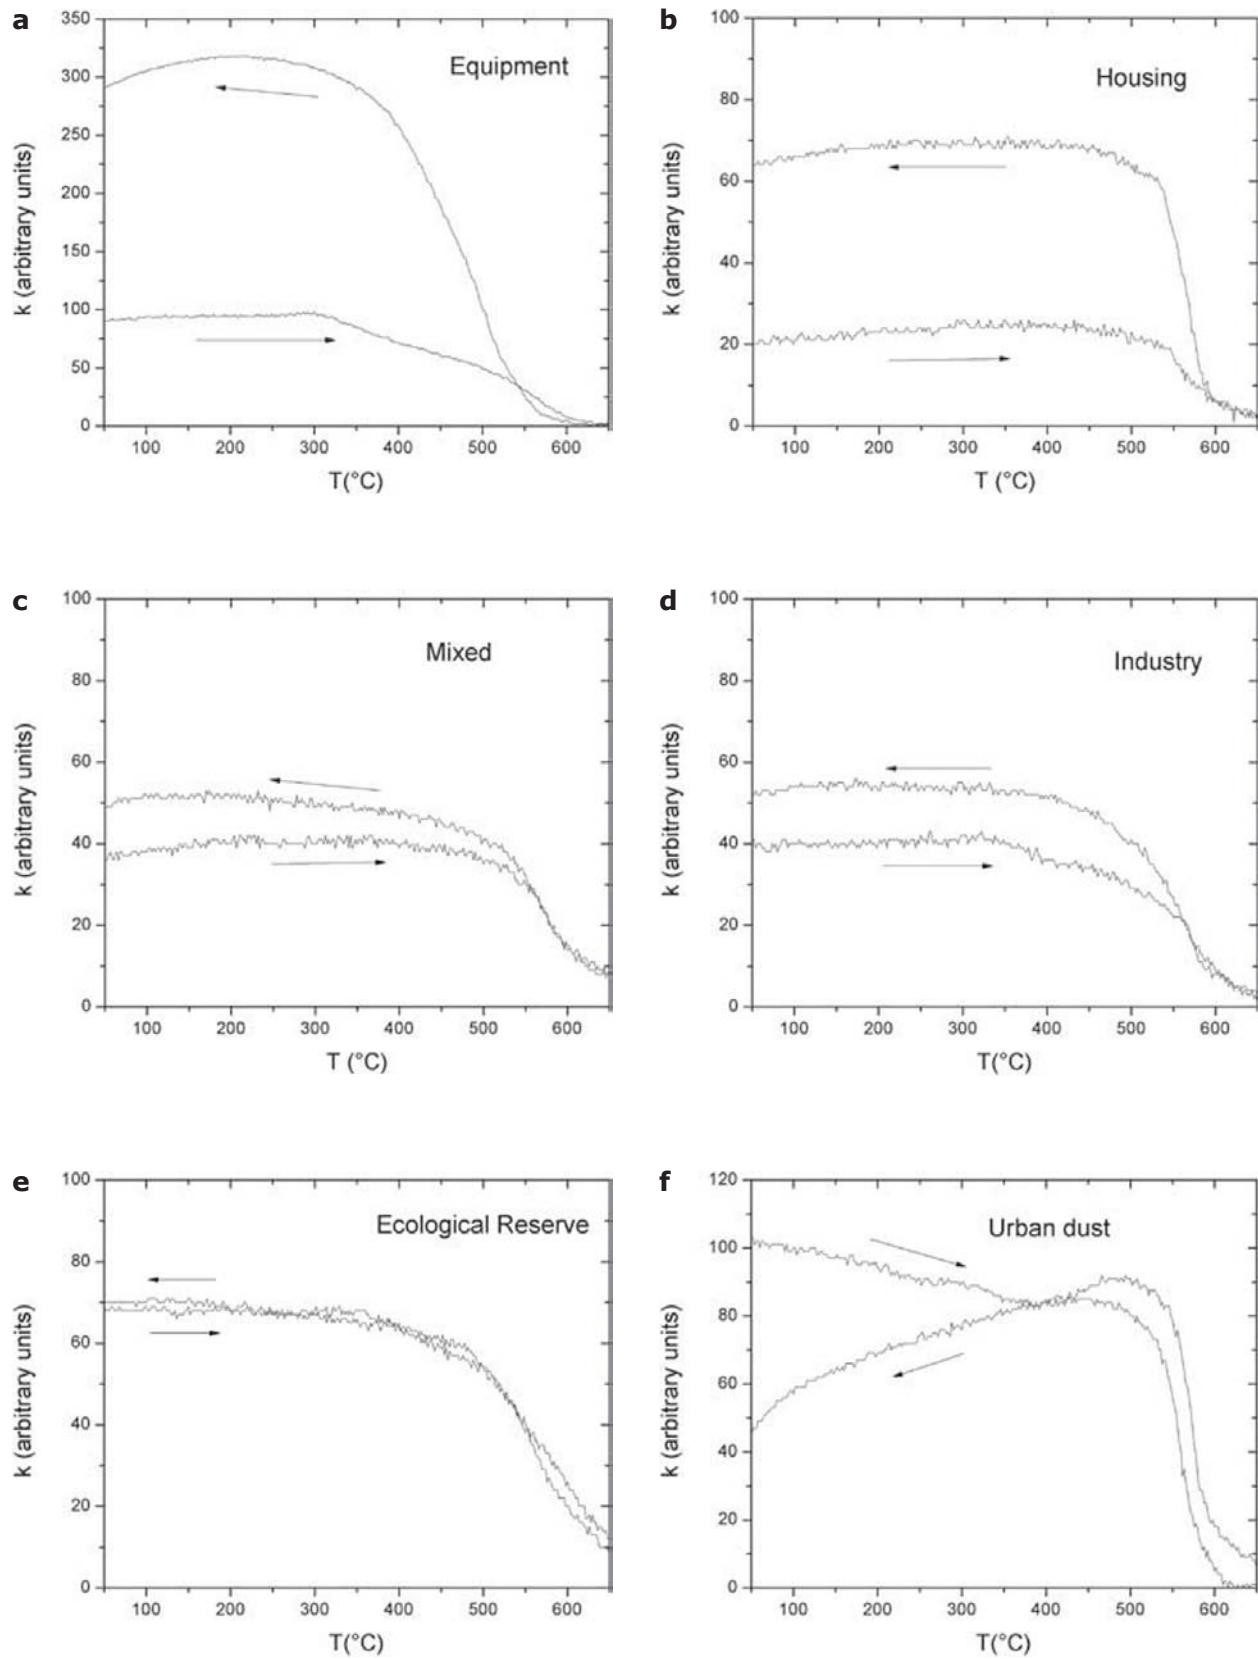 a
350
300
250
200
150
100
50
0
k (arbitrary units)
Equipment
100 200 300 400 500 600
T(°C)
b
100
80
60
40
20
0
k (arbitrary units)
Housing
100 200 300 400 500 600
T (°C)
c
100
80
60
40
20
0
k (arbitrary units)
Mixed
100 200 300 400 500 600
T (°C)
d
100
80
60
40
20
0
k (arbitrary units)
Industry
100 200 300 400 500 600
T(°C)
e
100
80
60
40
20
0
k (arbitrary units)
Ecological Reserve
100 200 300 400 500 600
T(°C)
f
120
100
80
60
40
20
0
k (arbitrary units)
Urban dust
100 200 300 400 500 600
T(°C)